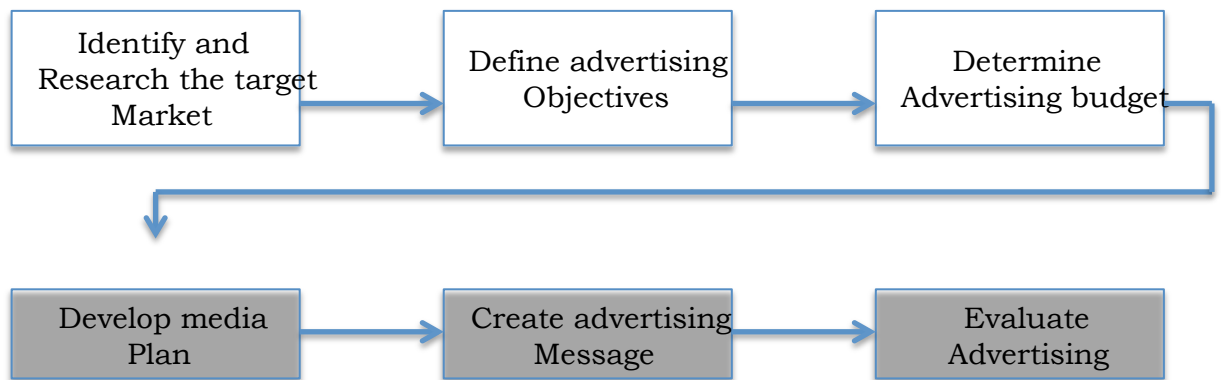 Identify and
Research the target
Market
Define advertising
Objectives
Determine
Advertising budget
Develop media
Plan
Create advertising
Message
Evaluate
Advertising